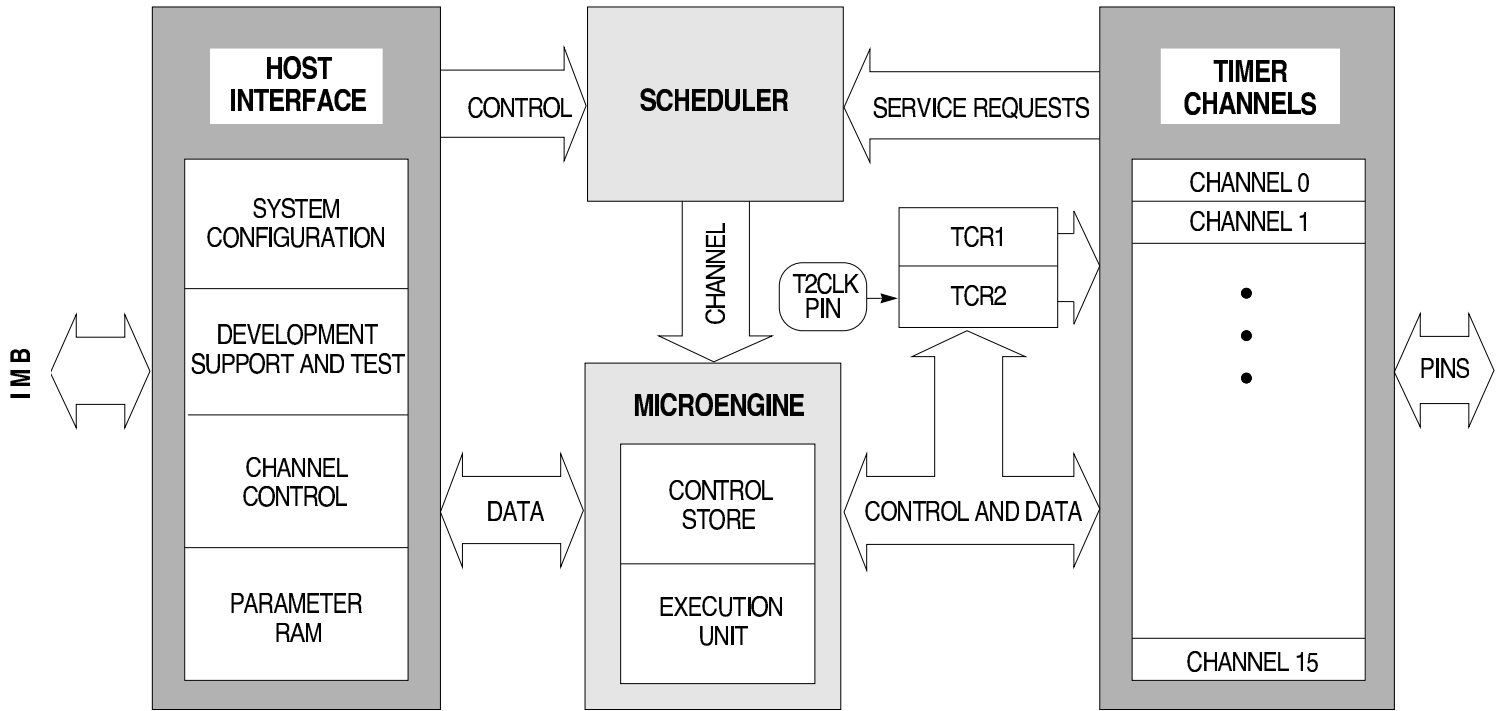 HOST
INTERFACE
SYSTEM
CONFIGURATION
DEVELOPMENT
SUPPORT AND TEST
CHANNEL
CONTROL
PARAMETER
RAM
IMB
CONTROL
SCHEDULER
SERVICE REQUESTS
CHANNEL
T2CLK
PIN
TCR1
TCR2
MICROENGINE
CONTROL
STORE
EXECUTION
UNIT
DATA
CONTROL AND DATA
TIMER
CHANNELS
CHANNEL 0
CHANNEL 1
CHANNEL 15
PINS